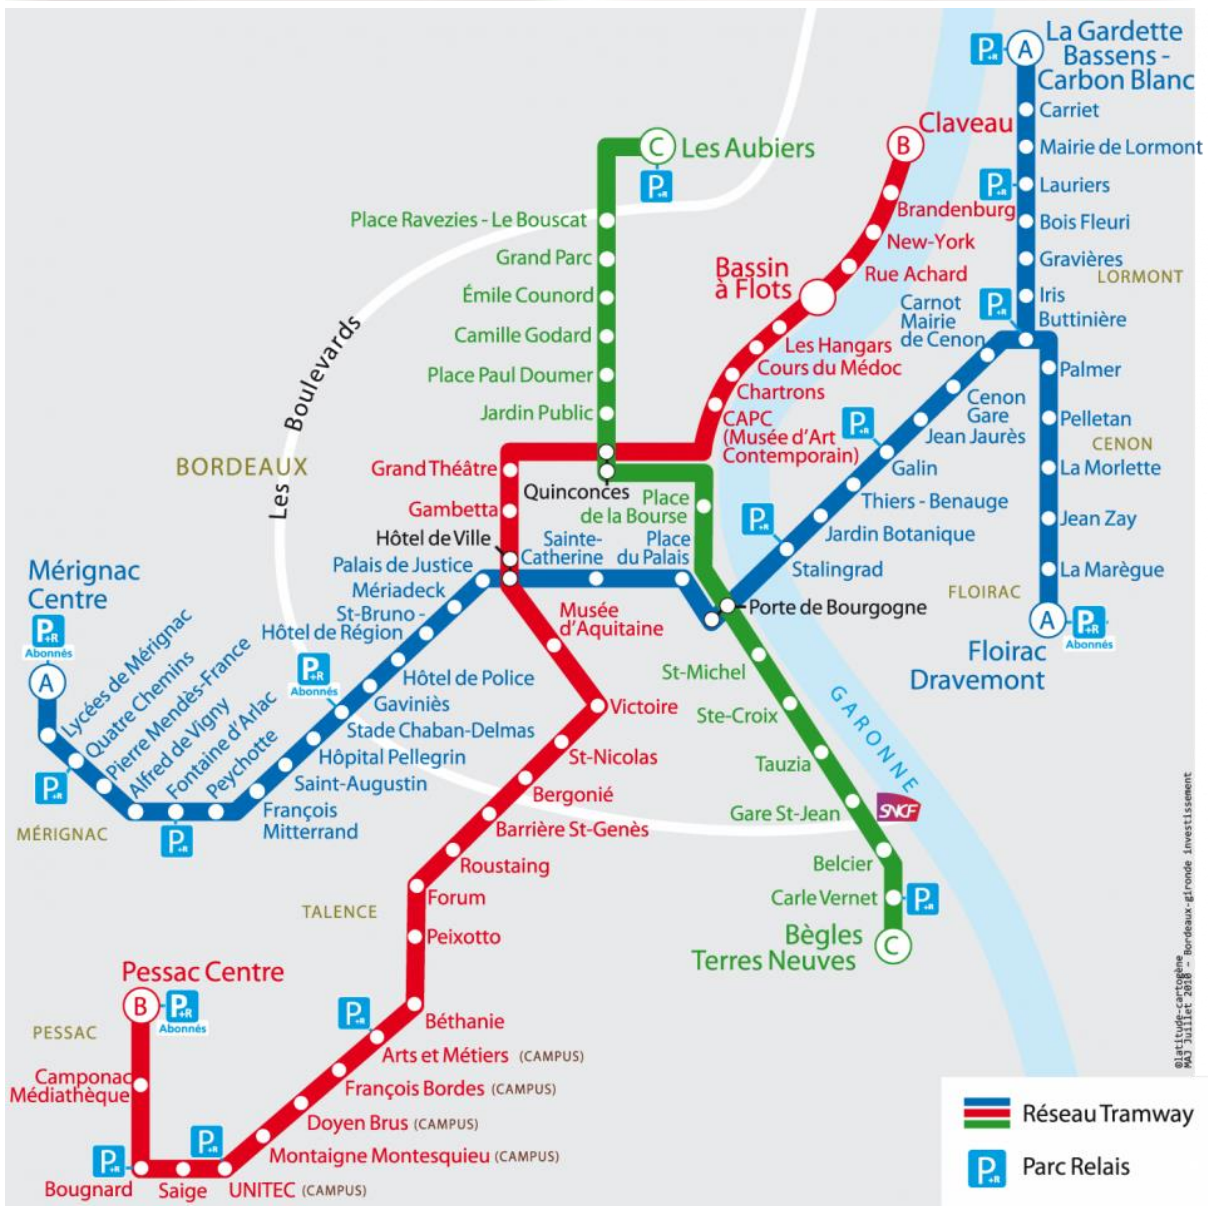 La Gardette
Bassens -
Carbon Blanc
A
P+R
Carriet
Mairie de Lormont
P+R
Lauriers
Bois Fleuri
Gravières
LORMONT
Iris
P+R
Buttinière
Claveau
B
Brandenburg
New-York
Rue Achard
Bassin
à Flots
Les Hangars
Cours du Médoc
Chartrons
CAPC
(Musée d'Art
Contemporain)
C
Les Aubiers
P+R
Place Ravezies - Le Bouscat
Grand Parc
Émile Counord
Camille Godard
Place Paul Doumer
Jardin Public
Les Boulevards
BORDEAUX
Grand Théâtre
Quinconces
Gambetta
Place
de la Bourse
Hôtel de Ville
Carnot
Mairie
de Cenon
Cenon
Gare
Jean Jaurès
P+R
Galin
Thiers - Benauge
Jardin Botanique
P+R
Stalingrad
Palmer
Pelletan
CENON
La Morlette
Jean Zay
La Marègue
FLOIRAC
A
P+R
Abonnés
Floirac
Dravemont
Porte de Bourgogne
Place
du Palais
Sainte-
Catherine
Palais de Justice
Mériadeck
St-Bruno -
Hôtel de Région
Hôtel de Police
P+R
Abonnés
Gaviniès
Stade Chaban-Delmas
Hôpital Pellegrin
Saint-Augustin
François
Mitterrand
Mérignac
Centre
P+R
Abonnés
A
Lycées de Mérignac
Quatre Chemins
Pierre Mendès-France
Alfred de Vigny
Fontaine d'Arlac
Peychotte
P+R
P+R
MÉRIGNAC
Musée
d'Aquitaine
Victoire
St-Nicolas
Bergonié
Barrière St-Genès
Roustaing
Forum
TALENCE
Peixotto
Béthanie
P+R
Arts et Métiers (CAMPUS)
François Bordes (CAMPUS)
Doyen Brus (CAMPUS)
Montaigne Montesquieu (CAMPUS)
P+R
UNITEC (CAMPUS)
Saige
P+R
Bougnard
Camponac
Médiathèque
Pessac Centre
B
P+R
Abonnés
PESSAC
St-Michel
Ste-Croix
Tauzia
Gare St-Jean
SNCF
GARONNE
Belcier
Carle Vernet
P+R
Bègles
Terres Neuves
C
©latitude-cartogène
MAJ Juillet 2010 - Bordeaux-gironde investissement
Réseau Tramway
P+R
Parc Relais